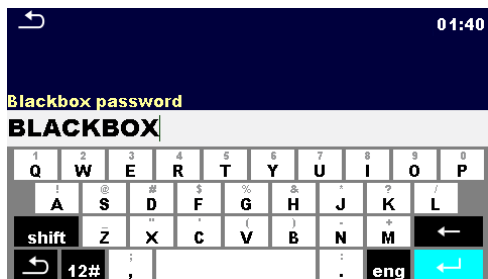 01:40
Blackbox password
BLACKBOX
1 2 3 4 5 6 7 8 9 0
Q W E R T Y U I O P
! @ # $ % & * ? /
A S D F G H J K L
_ " ' ( ) - +
shift Z X C V B N M ←
; :
12# , . eng